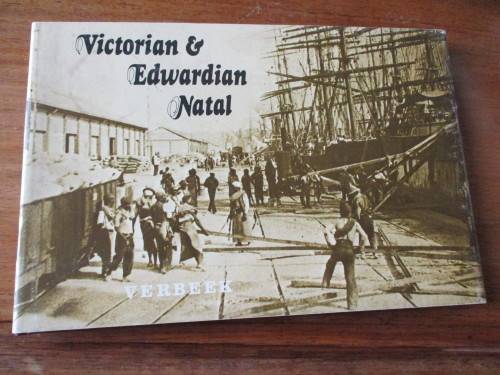 Victorian &
Edwardian
Natal
VERBEEK